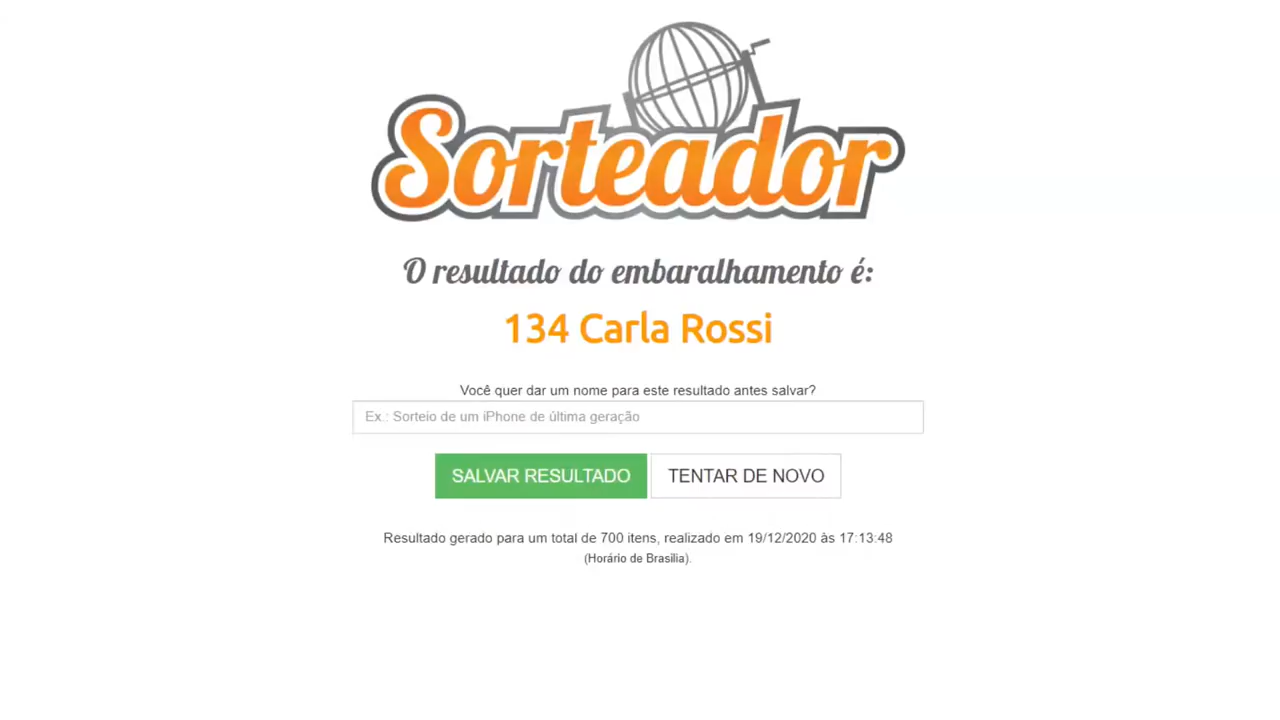 Sorteador
O resultado do embaralhamento é:
134 Carla Rossi
Você quer dar um nome para este resultado antes salvar?
Ex.: Sorteio de um iPhone de última geração
SALVAR RESULTADO TENTAR DE NOVO
Resultado gerado para um total de 700 itens, realizado em 19/12/2020 às 17:13:48
(Horário de Brasilia).